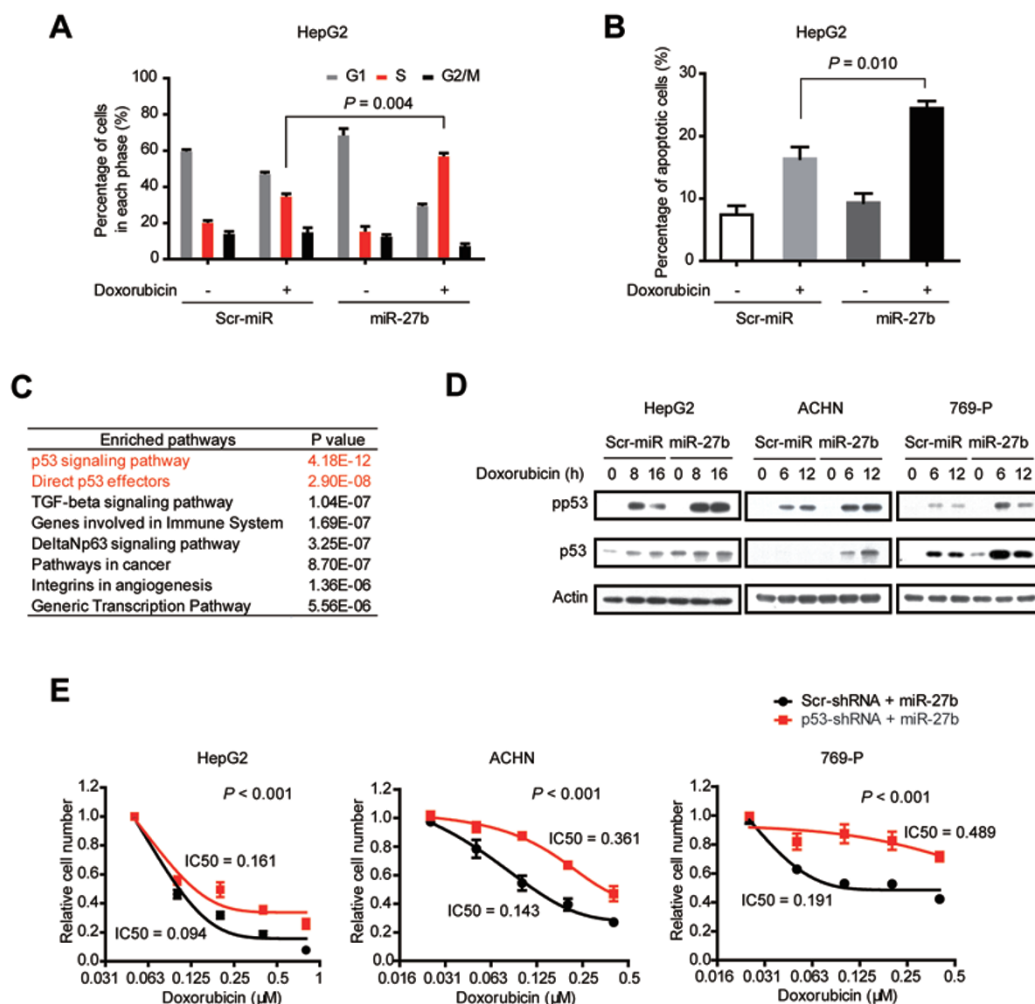 A
HepG2
G1 S G2/M
P = 0.004
Percentage of cells
in each phase (%)
100
80
60
40
20
0
Doxorubicin - + - +
Scr-miR miR-27b
B
HepG2
P = 0.010
Percentage of apoptotic cells (%)
30
20
10
0
Doxorubicin - + - +
Scr-miR miR-27b
C
Enriched pathways P value
p53 signaling pathway 4.18E-12
Direct p53 effectors 2.90E-08
TGF-beta signaling pathway 1.04E-07
Genes involved in Immune System 1.69E-07
DeltaNp63 signaling pathway 3.25E-07
Pathways in cancer 8.70E-07
Integrins in angiogenesis 1.36E-06
Generic Transcription Pathway 5.56E-06
D
HepG2 ACHN 769-P
Scr-miR miR-27b Scr-miR miR-27b Scr-miR miR-27b
Doxorubicin (h) 0 8 16 0 8 16 0 6 12 0 6 12 0 6 12 0 6 12
pp53
p53
Actin
E
Scr-shRNA + miR-27b
p53-shRNA + miR-27b
HepG2
P < 0.001
IC50 = 0.161
IC50 = 0.094
Relative cell number
1.2
1.0
0.8
0.6
0.4
0.2
0.0
0.031 0.063 0.125 0.25 0.5 1
Doxorubicin (µM)
ACHN
P < 0.001
IC50 = 0.361
IC50 = 0.143
Relative cell number
1.2
1.0
0.8
0.6
0.4
0.2
0.0
0.016 0.031 0.063 0.125 0.25 0.5
Doxorubicin (µM)
769-P
P < 0.001
IC50 = 0.489
IC50 = 0.191
Relative cell number
1.2
1.0
0.8
0.6
0.4
0.2
0.0
0.016 0.031 0.063 0.125 0.25 0.5
Doxorubicin (µM)